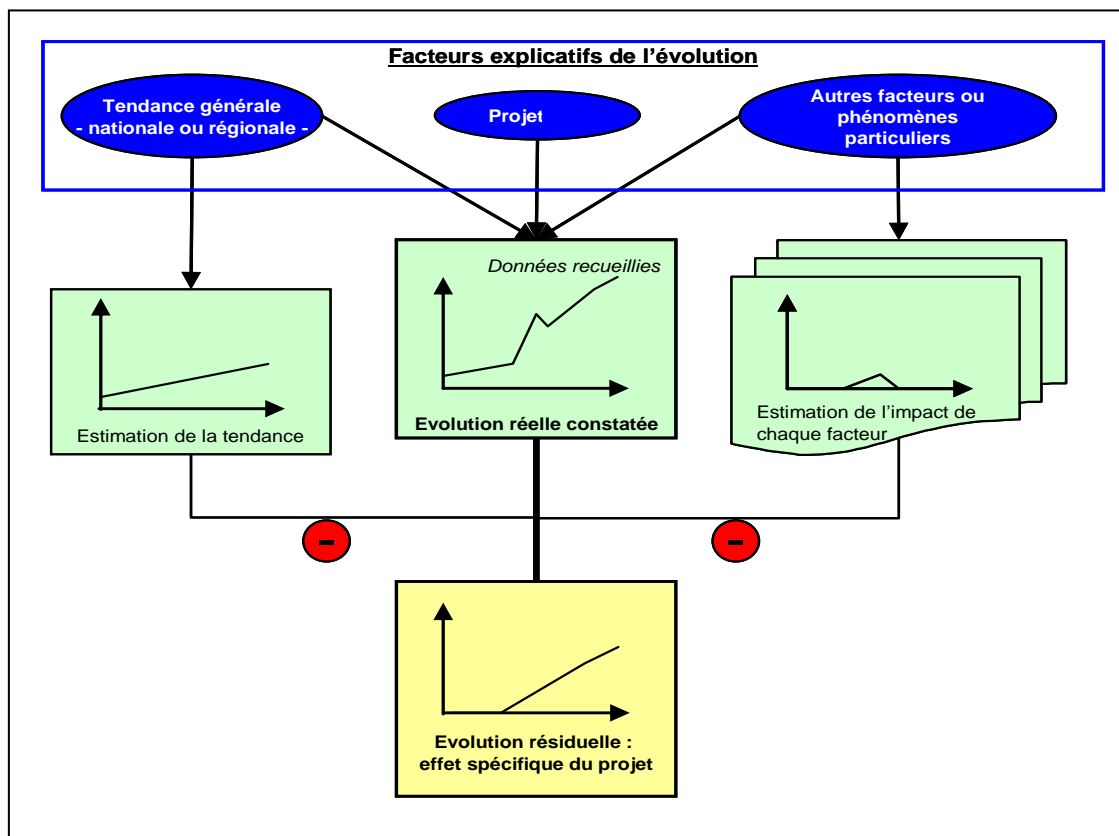 Facteurs explicatifs de l’évolution
Tendance générale
- nationale ou régionale -
Projet
Autres facteurs ou
phénomènes
particuliers
Données recueillies
Estimation de la tendance
Evolution réelle constatée
Estimation de l’impact de
chaque facteur
-
-
Evolution résiduelle :
effet spécifique du projet